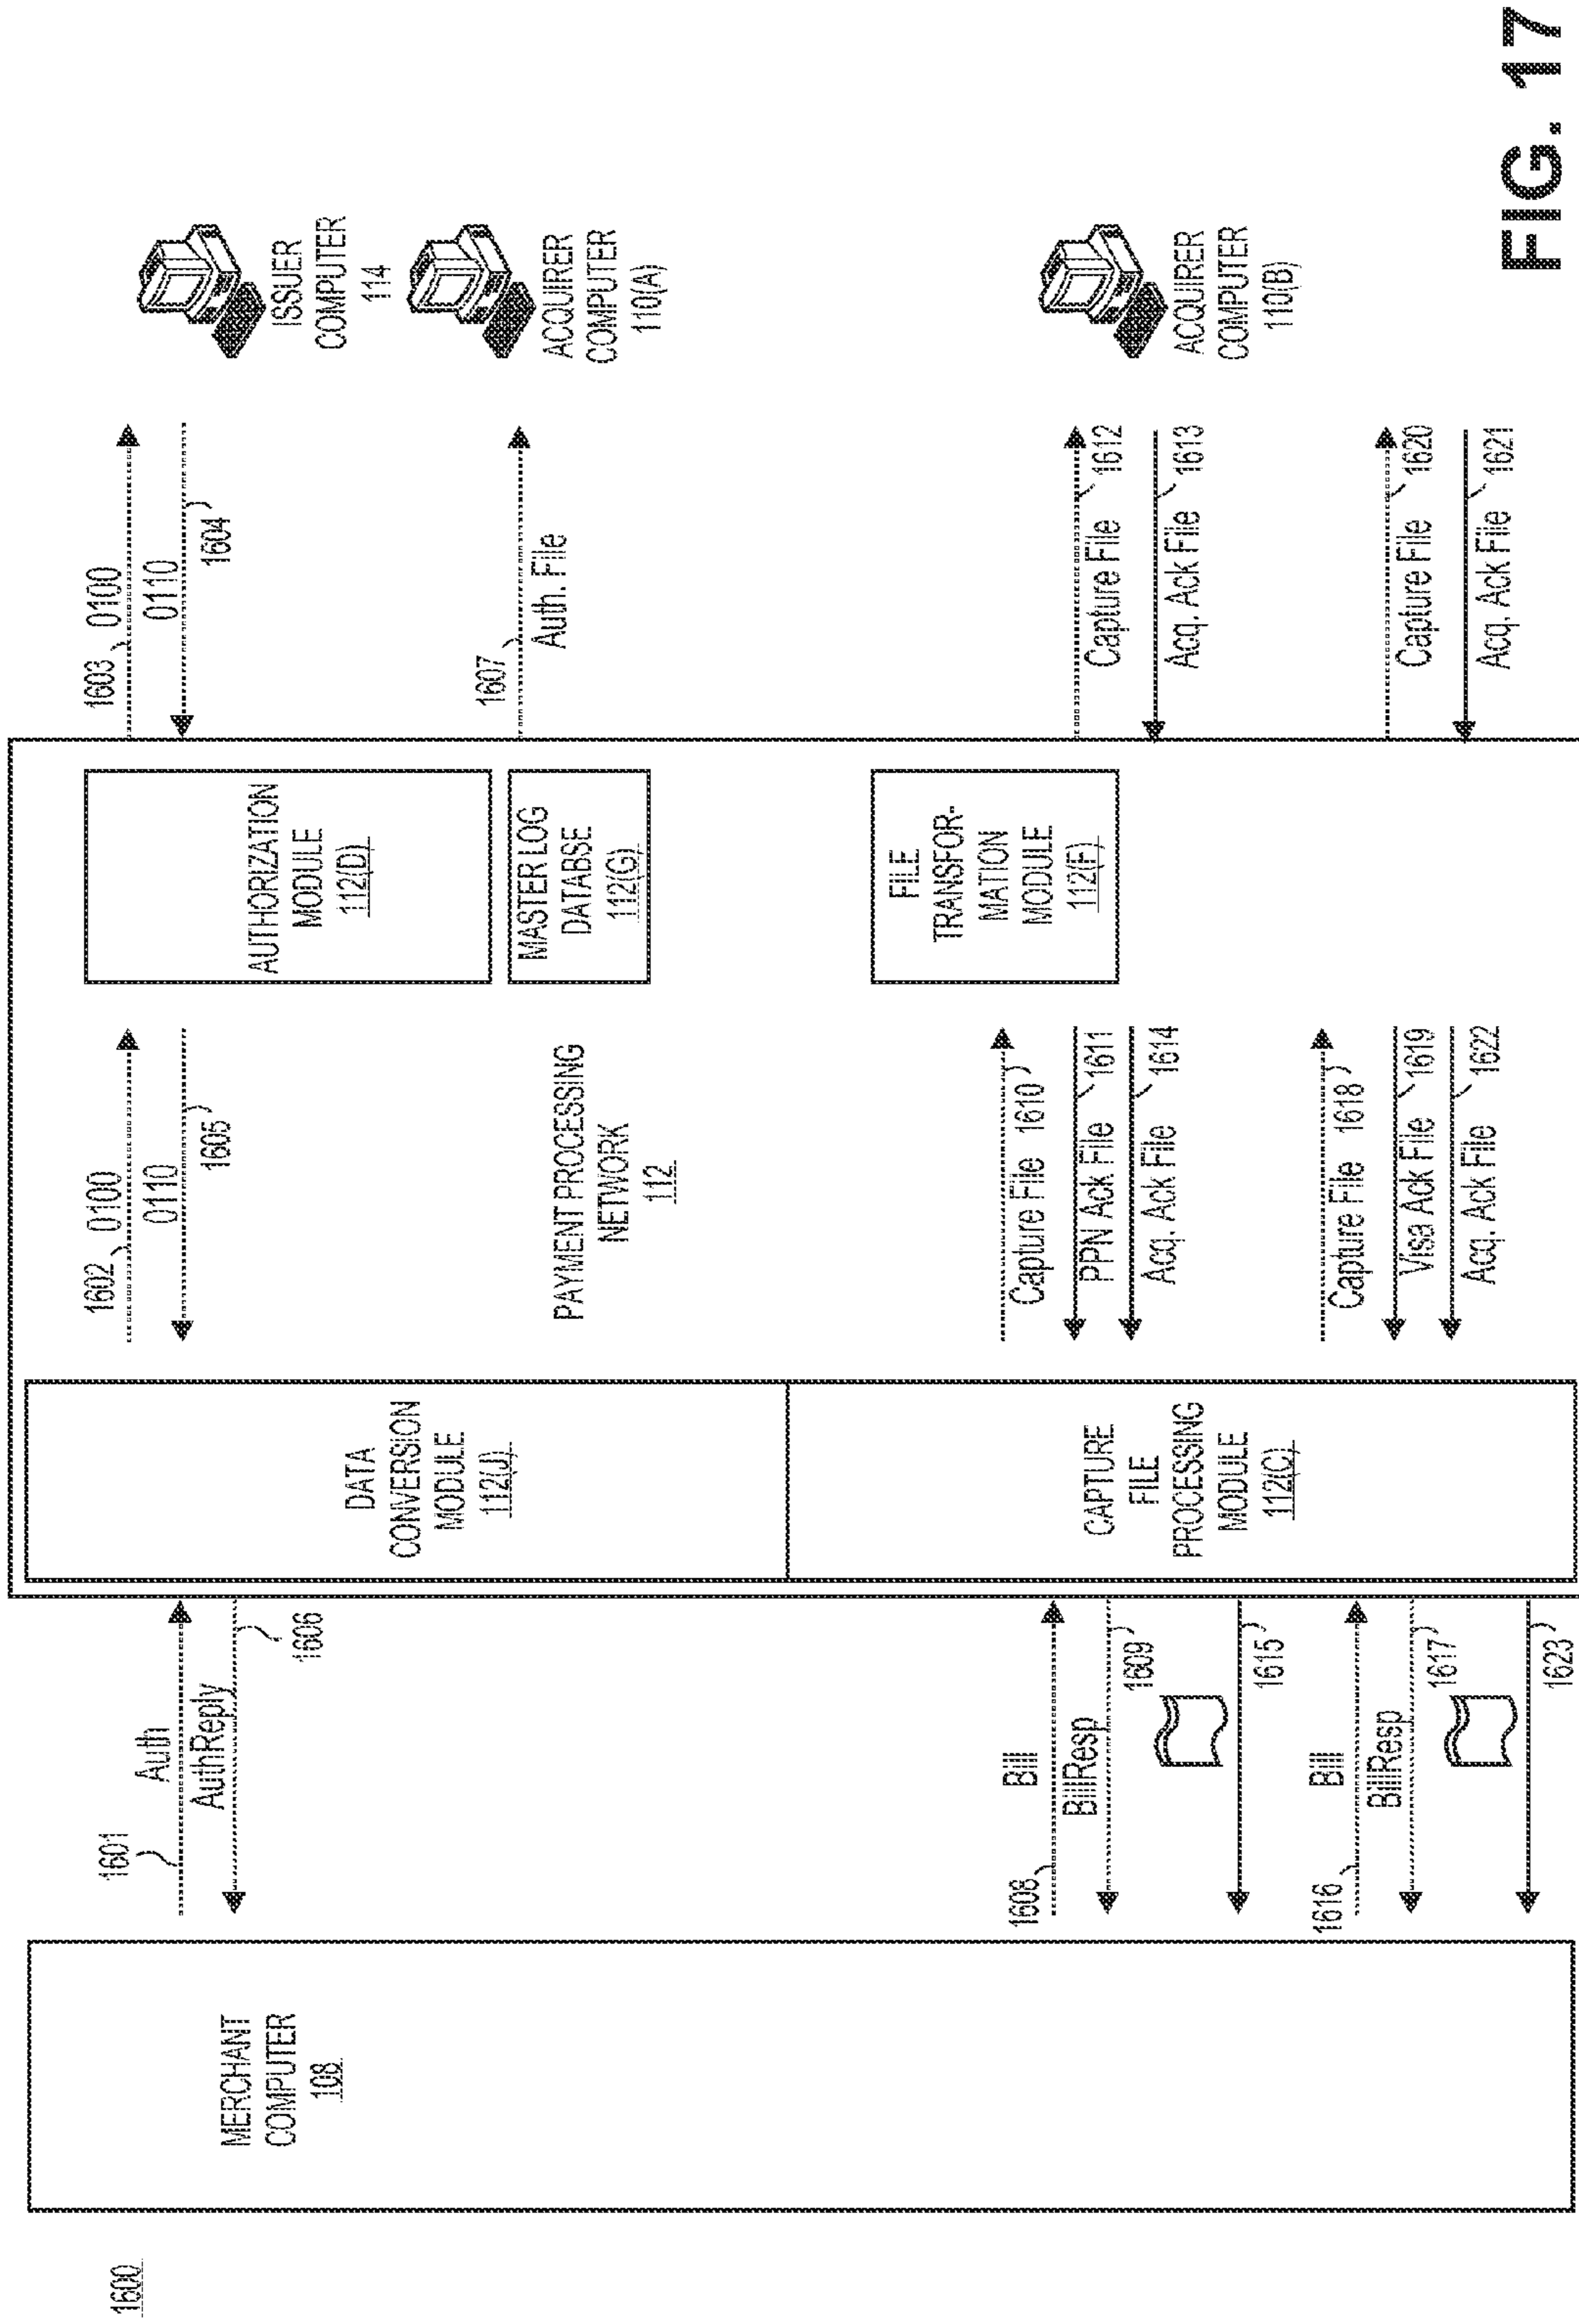 1600
MERCHANT
COMPUTER
108
1601
Auth
AuthReply
1606
1608
Bill
BillResp
1609
1615
1616
Bill
BillResp
1617
1623
DATA
CONVERSION
MODULE
112(J)
CAPTURE
FILE
PROCESSING
MODULE
112(C)
1602
0100
0110
1605
PAYMENT PROCESSING
NETWORK
112
Capture File
1610
PPN Ack File
1611
Acq. Ack File
1614
Capture File
1618
Visa Ack File
1619
Acq. Ack File
1622
AUTHORIZATION
MODULE
112(D)
MASTER LOG
DATABSE
112(G)
FILE
TRANSFOR-
MATION
MODULE
112(F)
1603
0100
0110
1604
1607
Auth. File
Capture File
1612
Acq. Ack File
1613
Capture File
1620
Acq. Ack File
1621
ISSUER
COMPUTER
114
ACQUIRER
COMPUTER
110(A)
ACQUIRER
COMPUTER
110(B)
FIG. 17